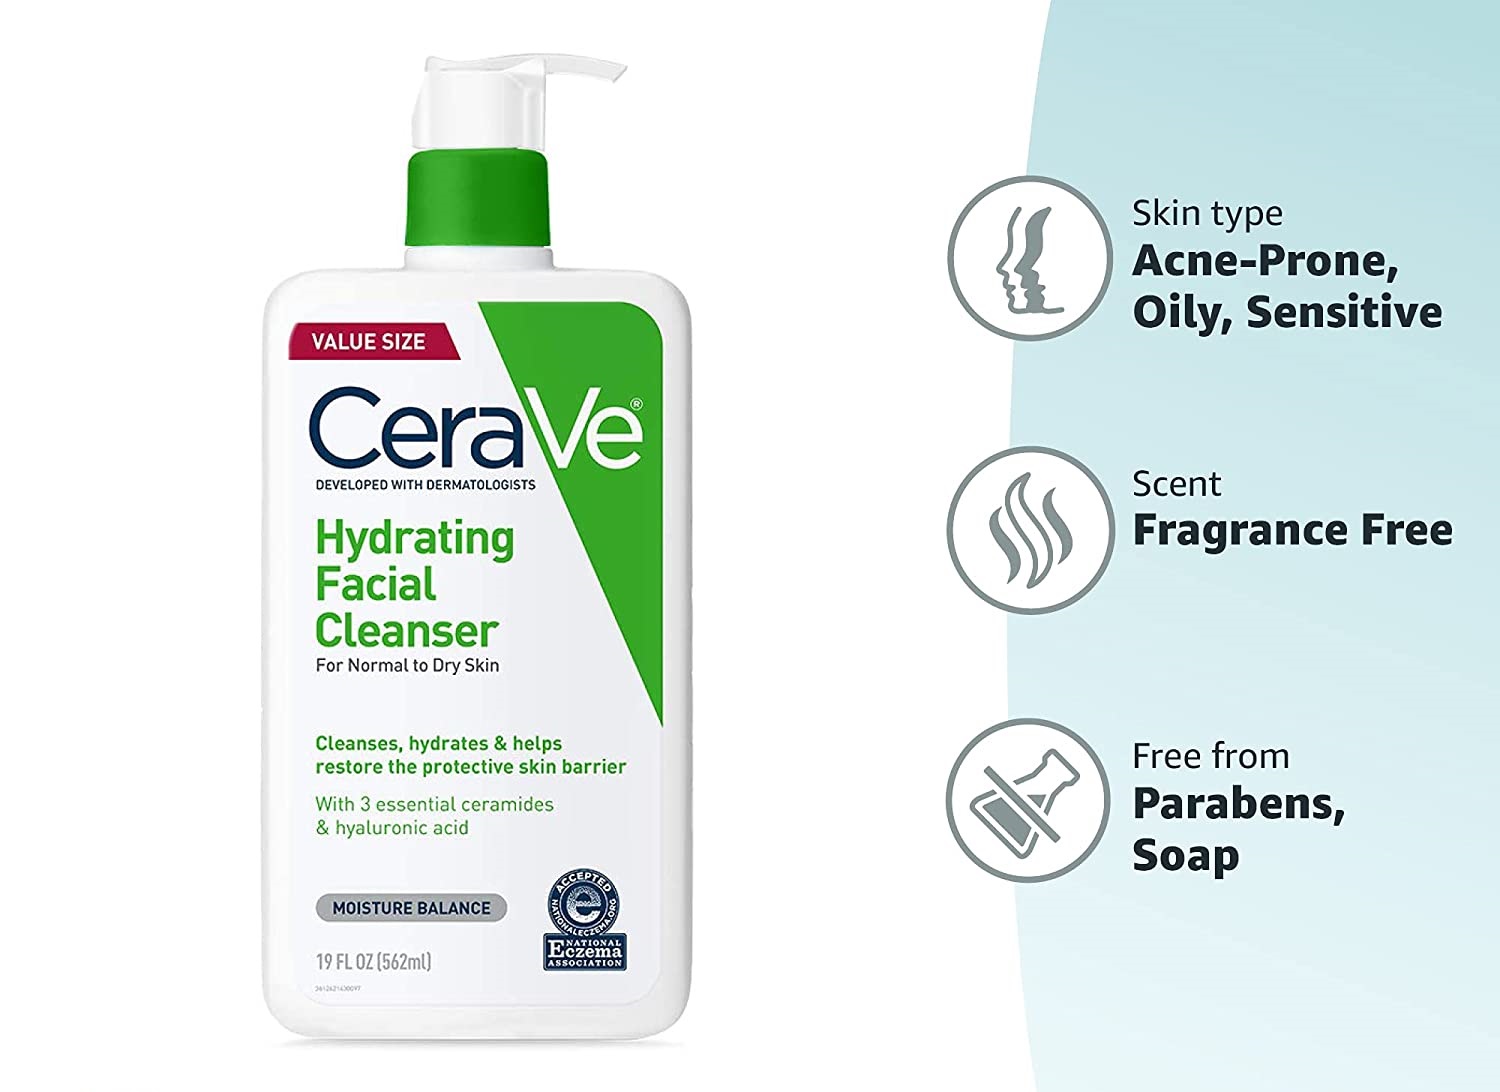 VALUE SIZE
CeraVe®
DEVELOPED WITH DERMATOLOGISTS
Hydrating
Facial
Cleanser
For Normal to Dry Skin
Cleanses, hydrates & helps
restore the protective skin barrier
With 3 essential ceramides
& hyaluronic acid
MOISTURE BALANCE
19 FL OZ (562ml)
ACCEPTED
NATIONALECZEMA.ORG
e
NATIONAL
Eczema
ASSOCIATION
Skin type
Acne-Prone,
Oily, Sensitive
Scent
Fragrance Free
Free from
Parabens,
Soap